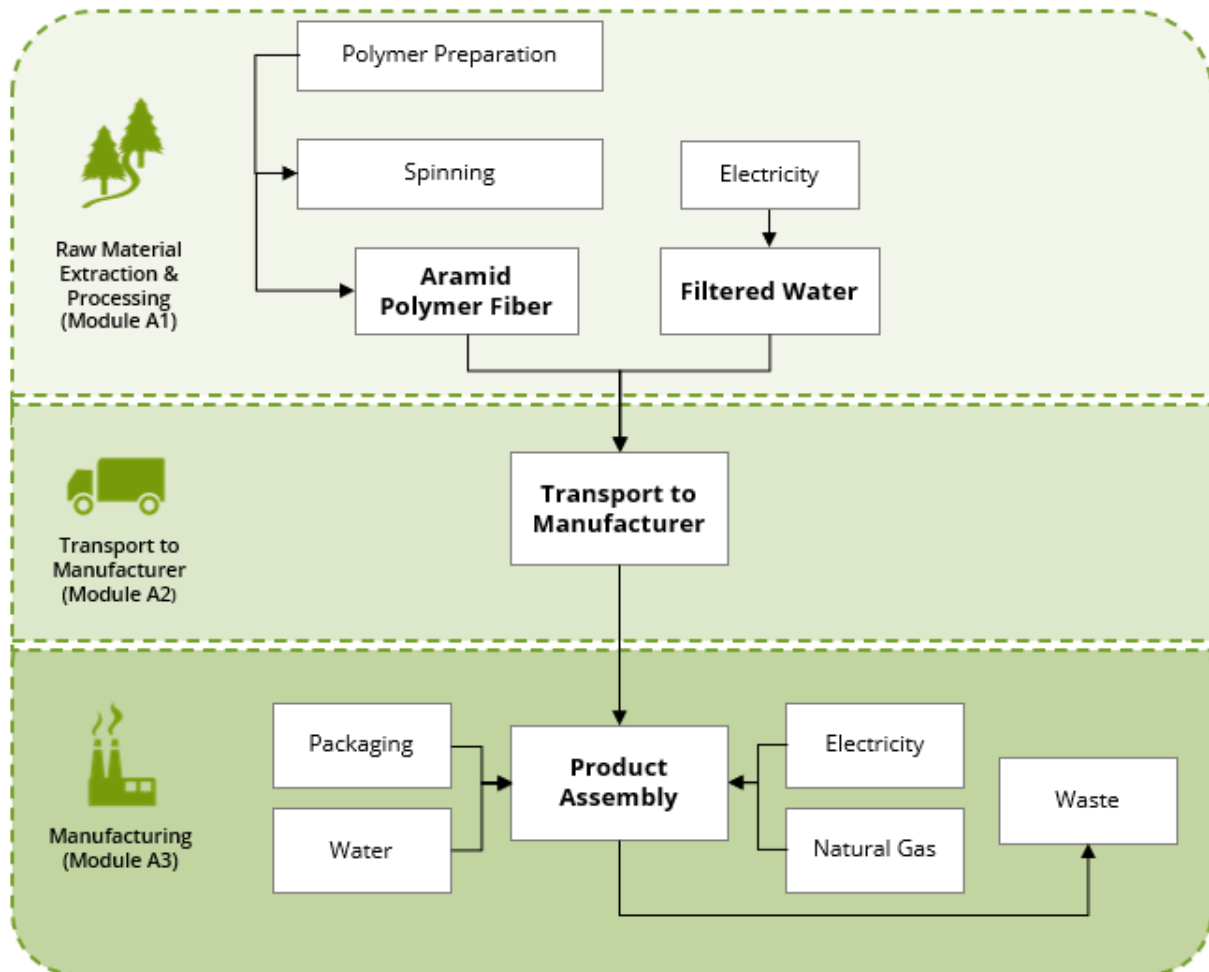 Polymer Preparation
Spinning
Electricity
Raw Material
Extraction &
Processing
(Module A1)
Aramid
Polymer Fiber
Filtered Water
Transport to
Manufacturer
(Module A2)
Transport to
Manufacturer
Manufacturing
(Module A3)
Packaging
Water
Product
Assembly
Electricity
Natural Gas
Waste